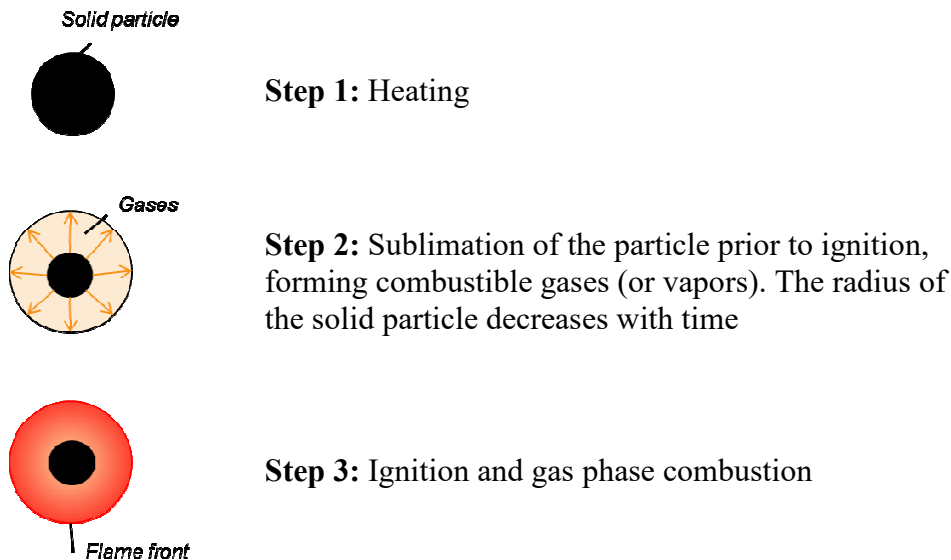 Solid particle
Step 1: Heating
Gases
Step 2: Sublimation of the particle prior to ignition,
forming combustible gases (or vapors). The radius of
the solid particle decreases with time
Step 3: Ignition and gas phase combustion
Flame front